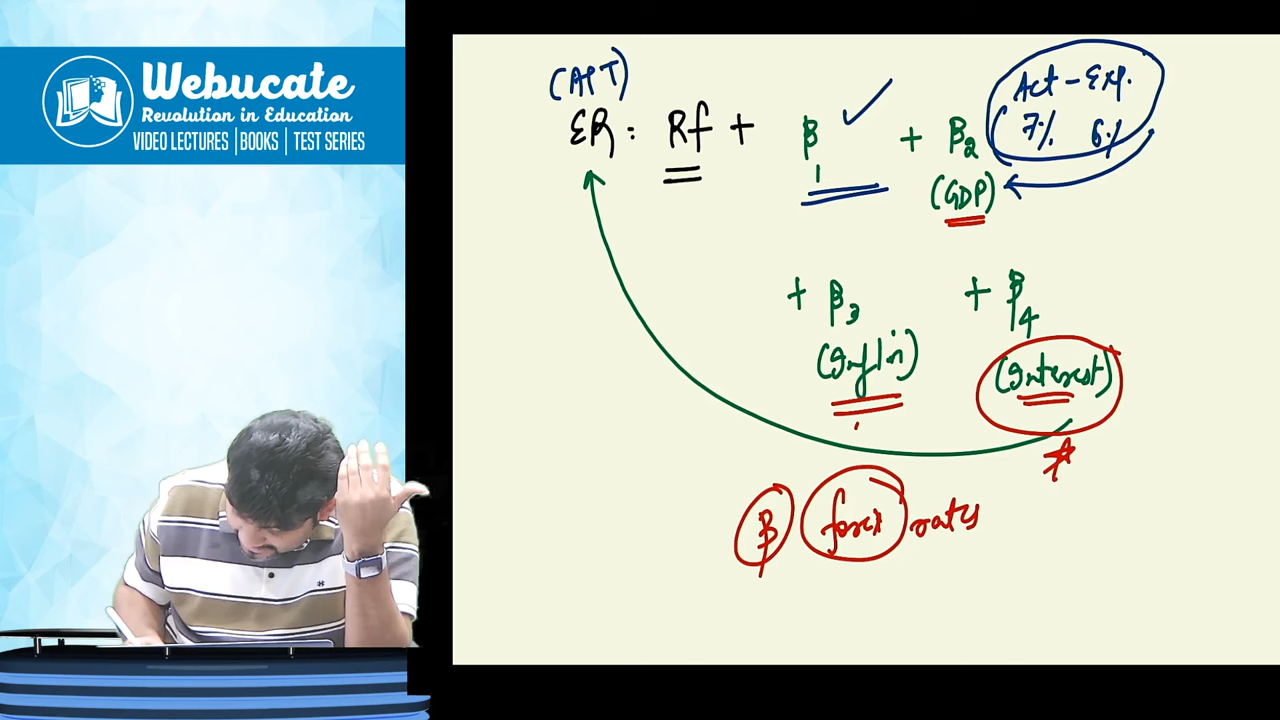 Webucate
Revolution in Education
VIDEO LECTURES | BOOKS | TEST SERIES
(APT)
ER : Rf + β1 + β2 (Act - Exp.
7% 6%
(GDP)
+ β3 + β4
(Infl'n) (Interest)
β forex rates